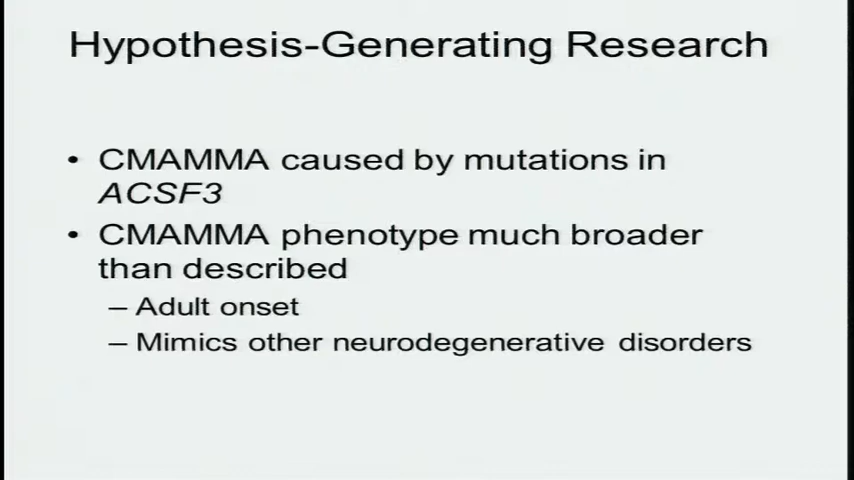 Hypothesis-Generating Research
• CMAMMA caused by mutations in
ACSF3
• CMAMMA phenotype much broader
than described
– Adult onset
– Mimics other neurodegenerative disorders